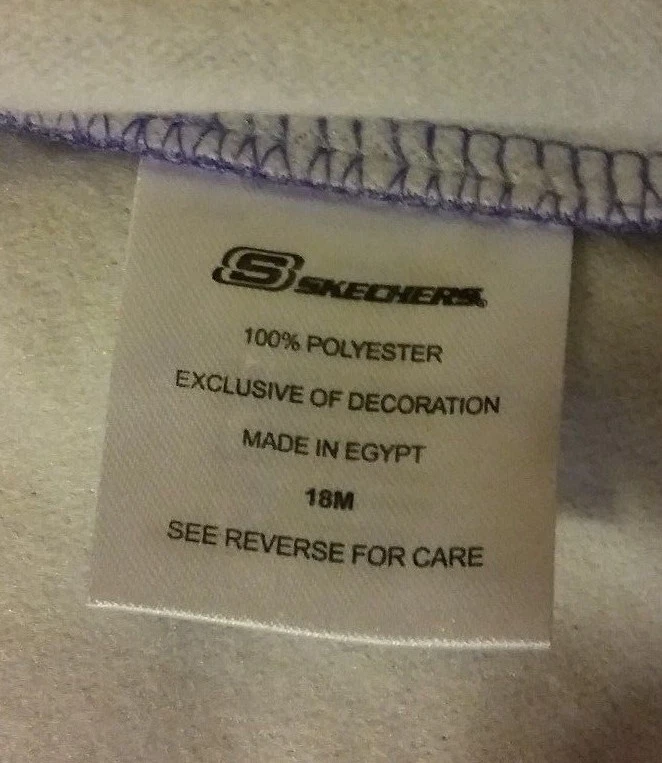 S SKECHERS®
100% POLYESTER
EXCLUSIVE OF DECORATION
MADE IN EGYPT
18M
SEE REVERSE FOR CARE